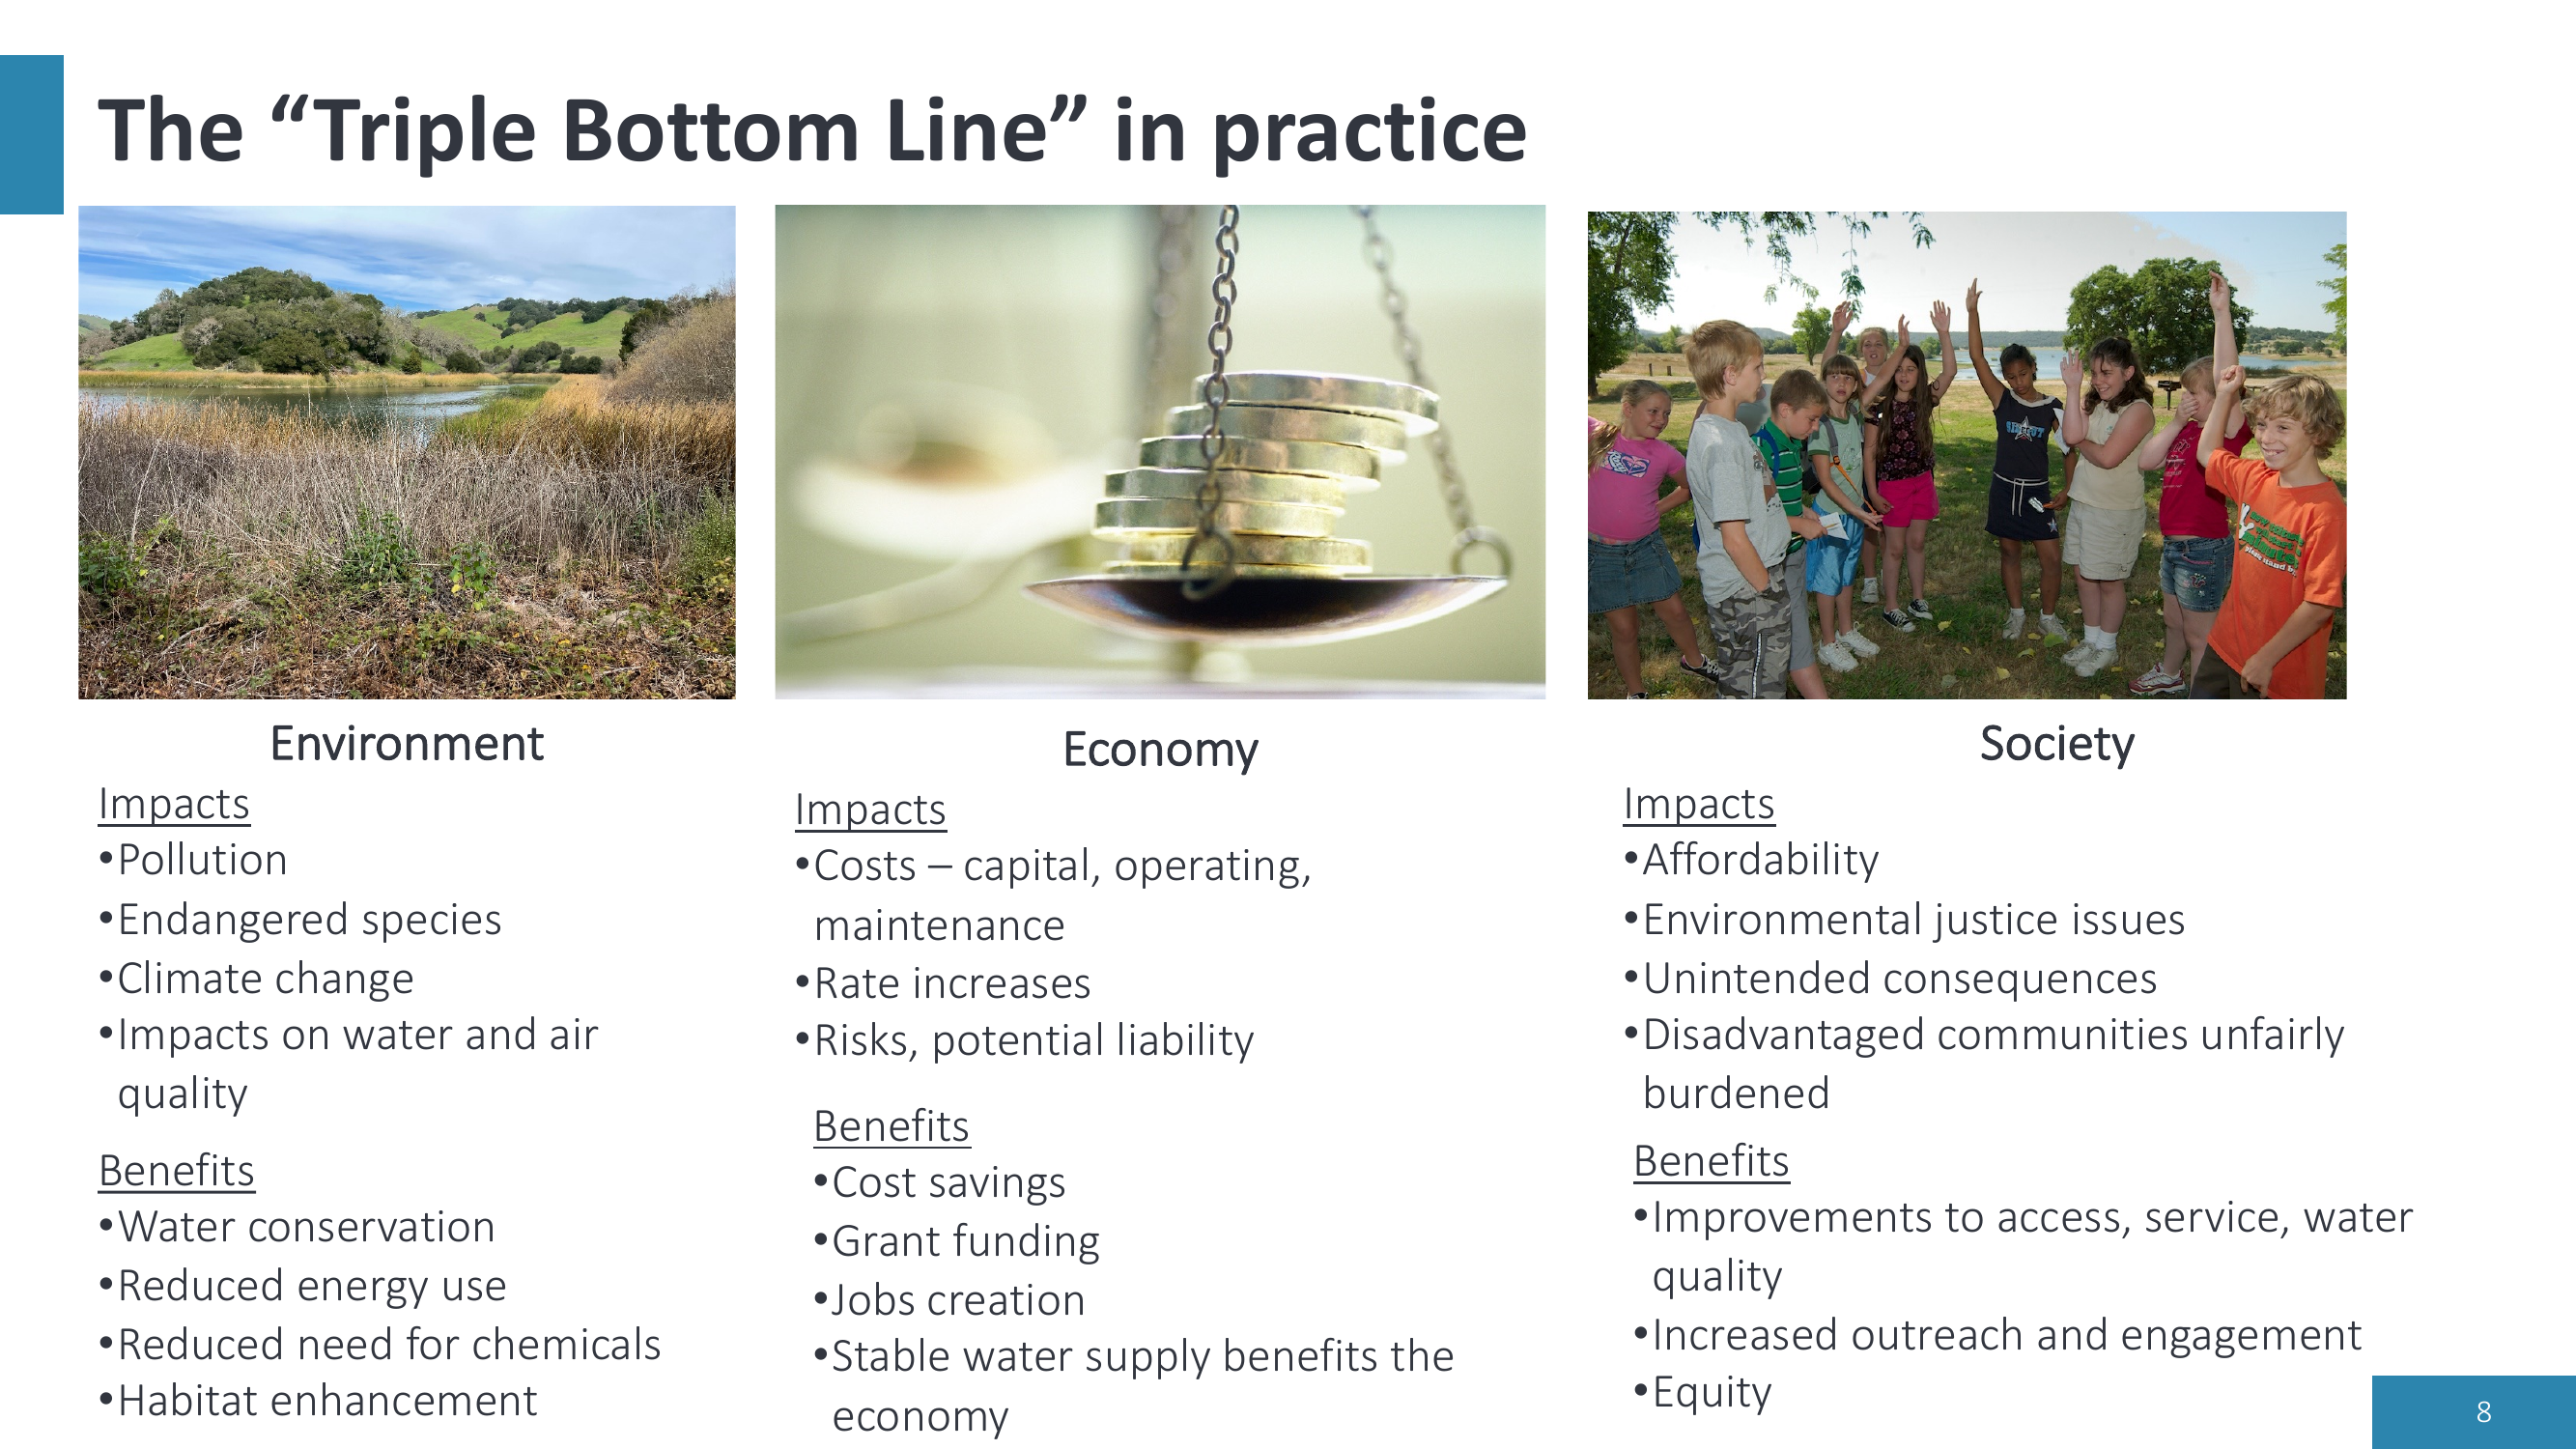 The “Triple Bottom Line” in practice
Environment
Impacts
•Pollution
•Endangered species
•Climate change
•Impacts on water and air
quality
Benefits
•Water conservation
•Reduced energy use
•Reduced need for chemicals
•Habitat enhancement
Economy
Impacts
•Costs – capital, operating,
maintenance
•Rate increases
•Risks, potential liability
Benefits
•Cost savings
•Grant funding
•Jobs creation
•Stable water supply benefits the
economy
Society
Impacts
•Affordability
•Environmental justice issues
•Unintended consequences
•Disadvantaged communities unfairly
burdened
Benefits
•Improvements to access, service, water
quality
•Increased outreach and engagement
•Equity
8